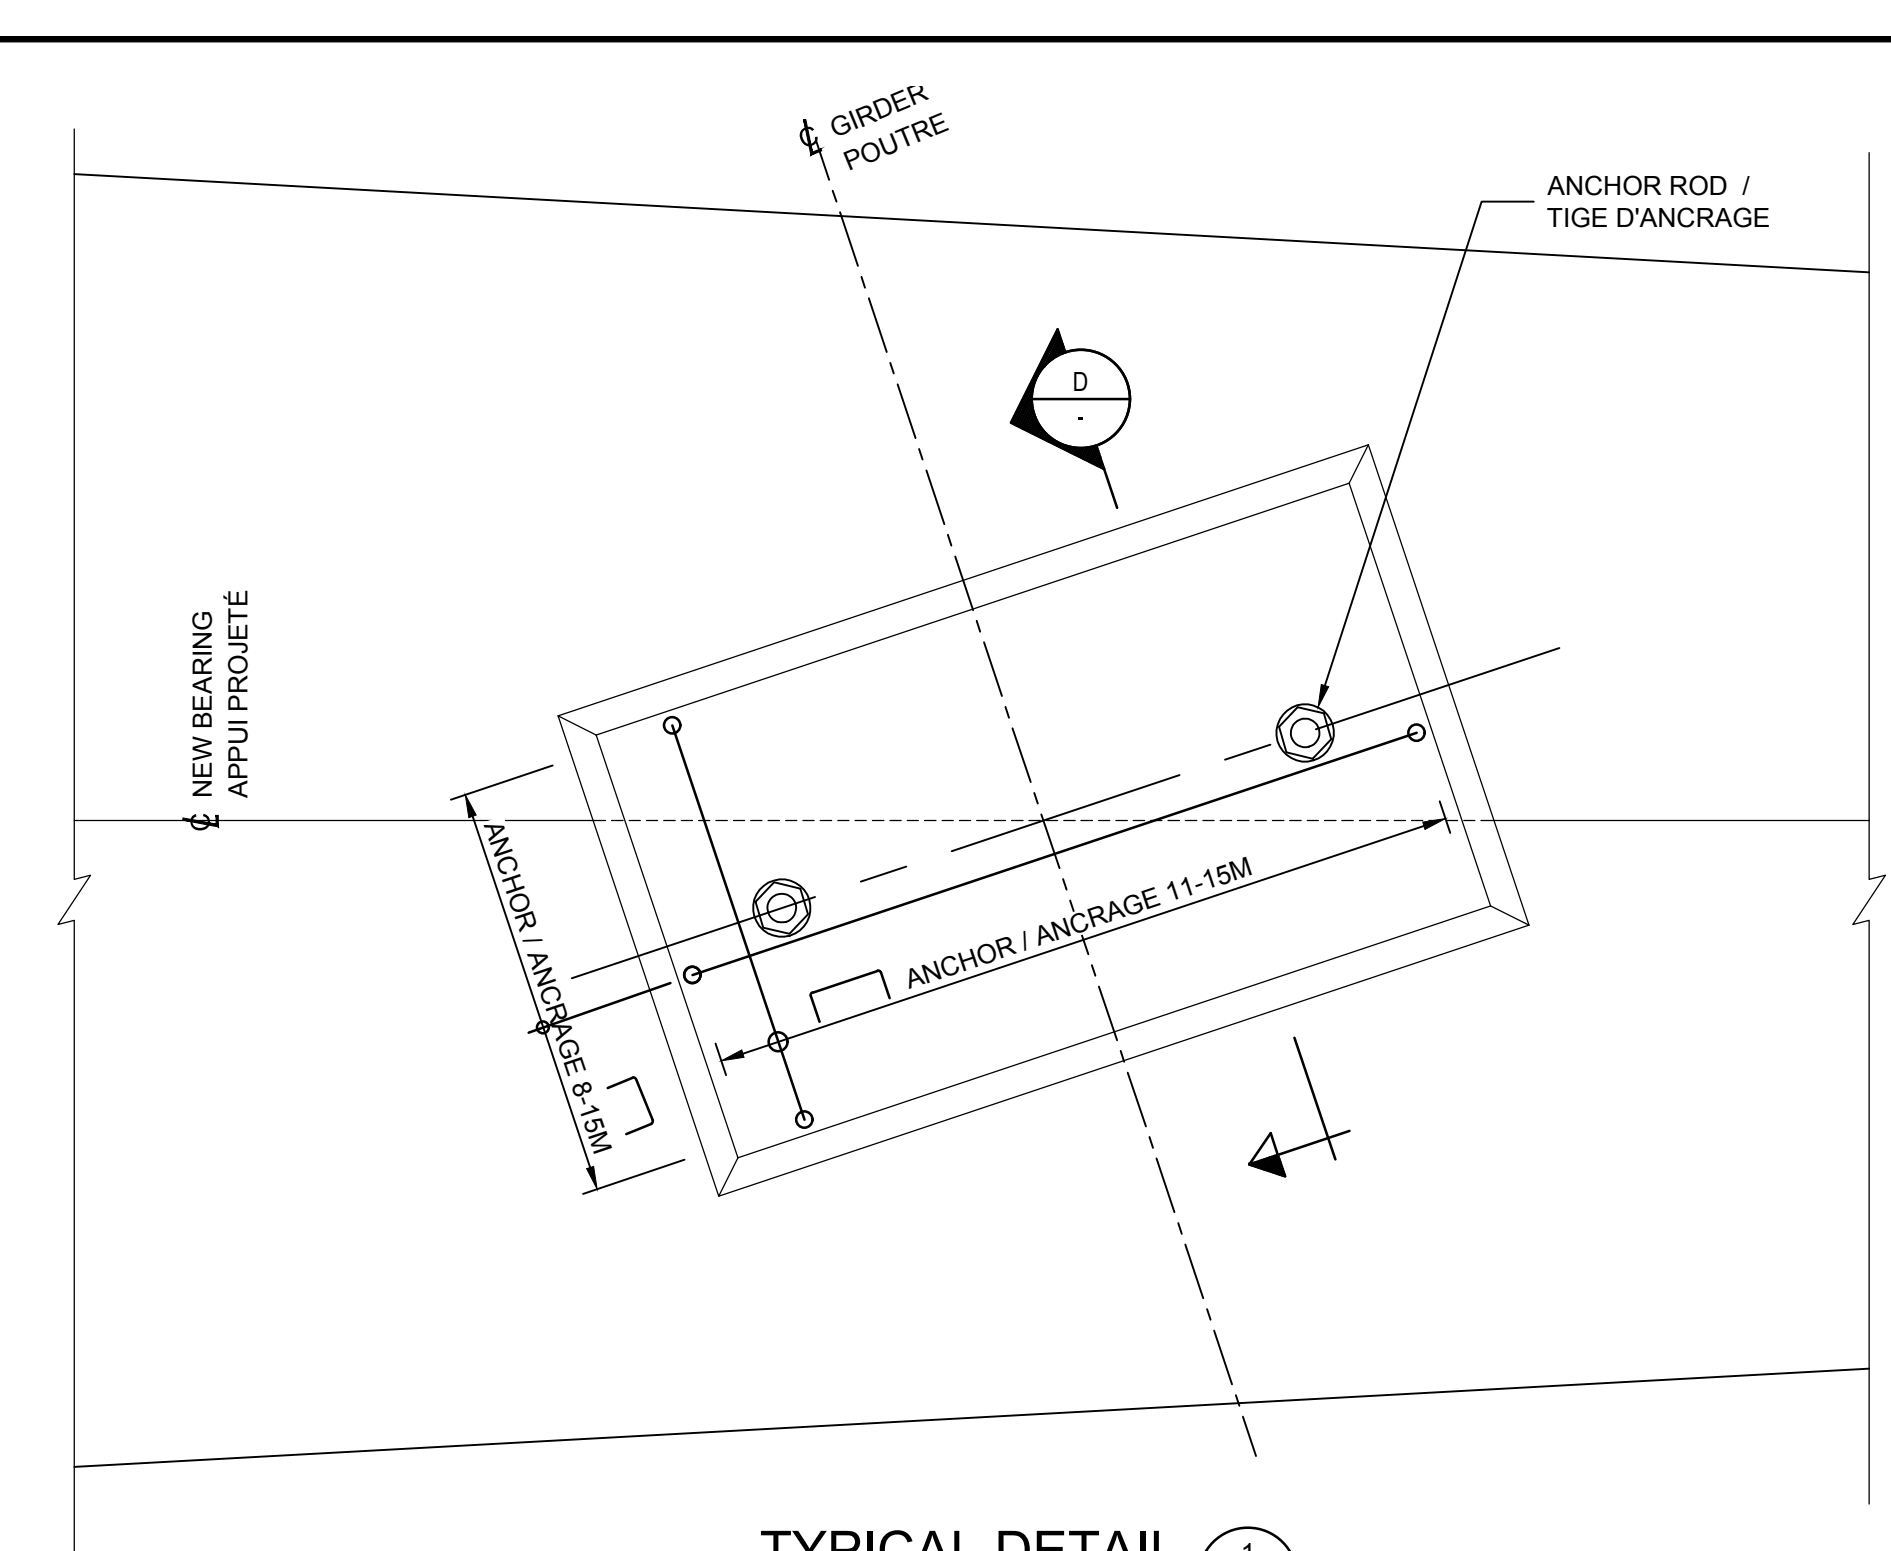 ℄ GIRDER
POUTRE
ANCHOR ROD /
TIGE D'ANCRAGE
D
-
℄ NEW BEARING
APPUI PROJETÉ
ANCHOR / ANCRAGE 8-15M
ANCHOR / ANCRAGE 11-15M
TYPICAL DETAIL
1